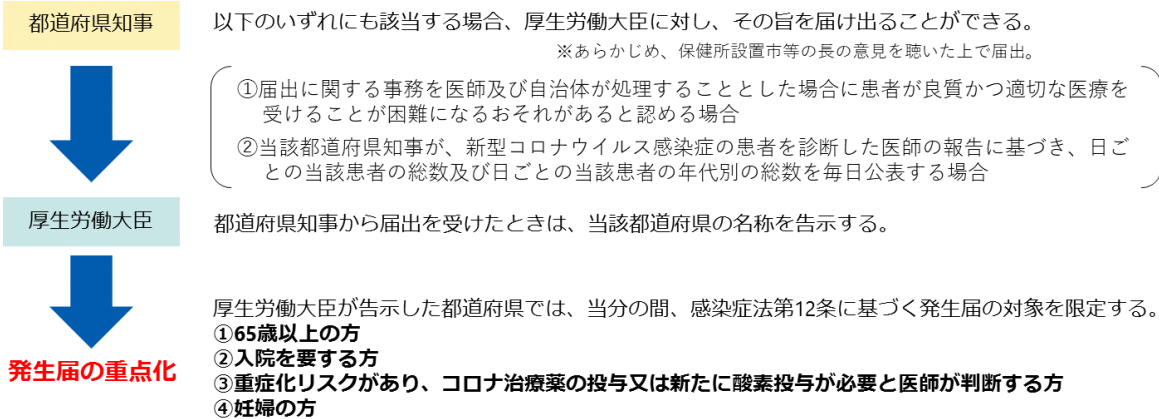 都道府県知事
以下のいずれにも該当する場合、厚生労働大臣に対し、その旨を届け出ることができる。
※あらかじめ、保健所設置市等の長の意見を聴いた上で届出。
①届出に関する事務を医師及び自治体が処理することとした場合に患者が良質かつ適切な医療を
受けることが困難になるおそれがあると認める場合
②当該都道府県知事が、新型コロナウイルス感染症の患者を診断した医師の報告に基づき、日ご
との当該患者の総数及び日ごとの当該患者の年代別の総数を毎日公表する場合
厚生労働大臣
都道府県知事から届出を受けたときは、当該都道府県の名称を告示する。
厚生労働大臣が告示した都道府県では、当分の間、感染症法第12条に基づく発生届の対象を限定する。
①65歳以上の方
②入院を要する方
発生届の重点化
③重症化リスクがあり、コロナ治療薬の投与又は新たに酸素投与が必要と医師が判断する方
④妊婦の方